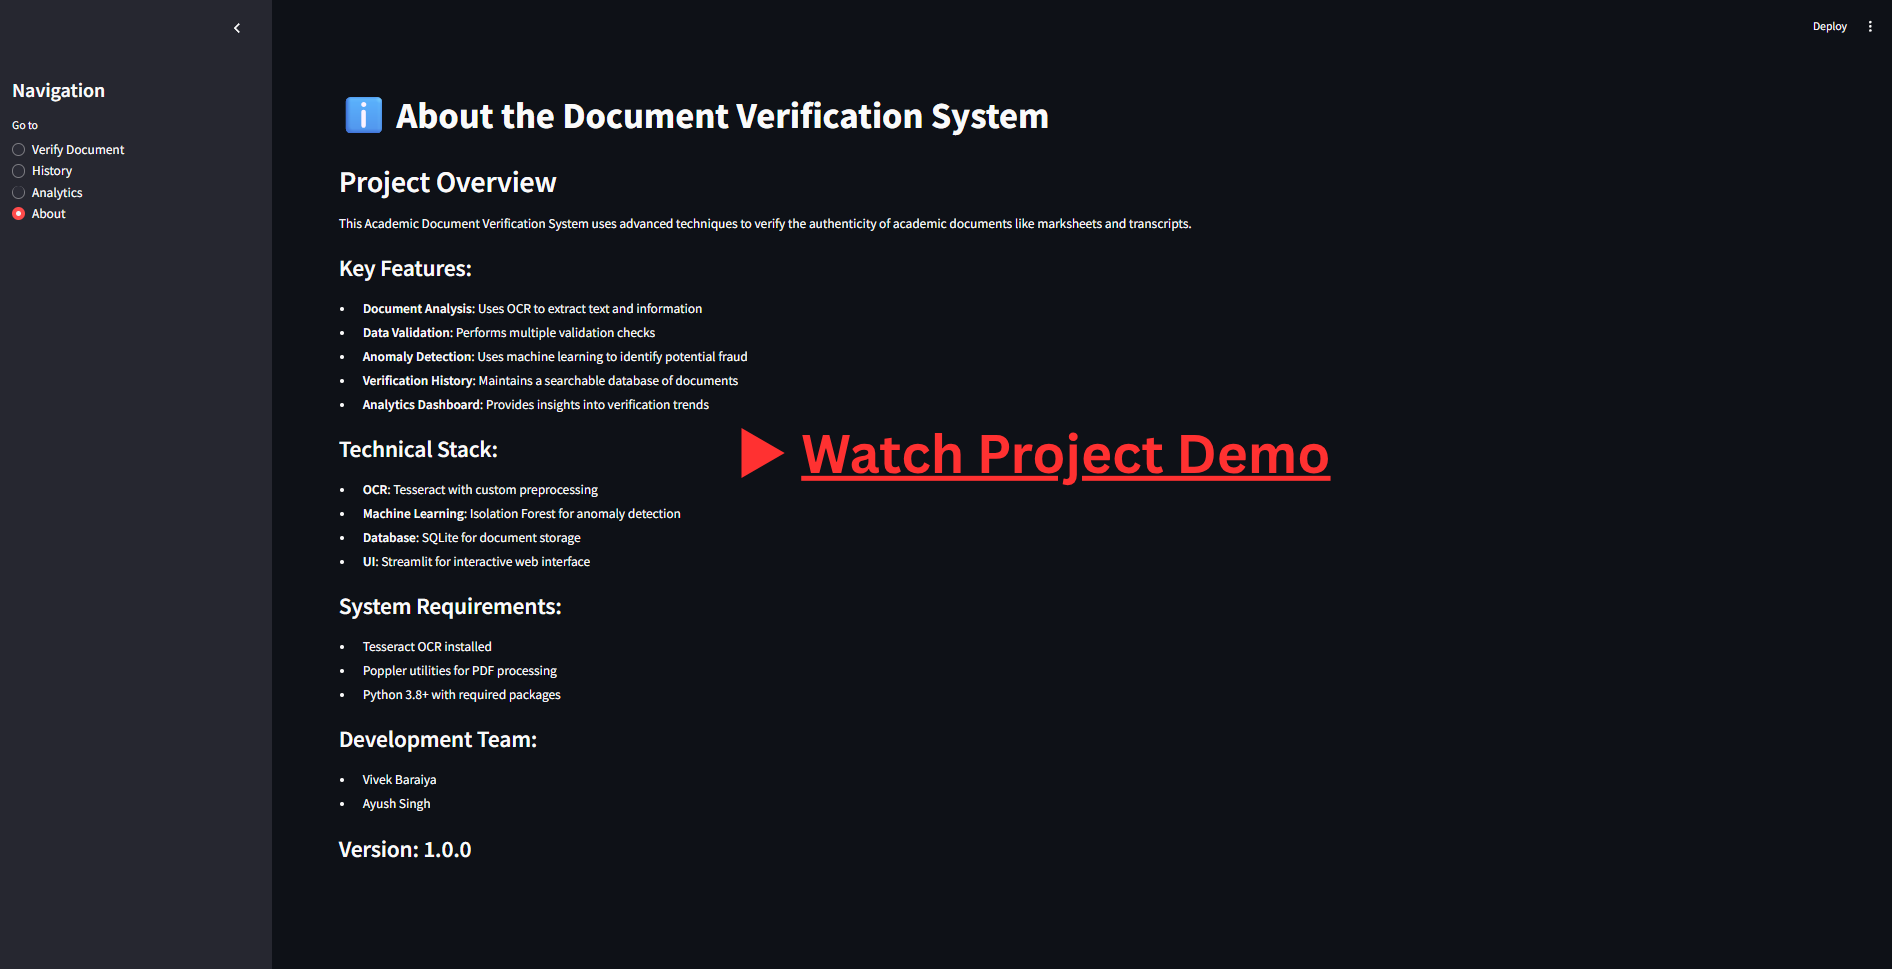 Deploy
Navigation
Go to
Verify Document
History
Analytics
About
About the Document Verification System
Project Overview
This Academic Document Verification System uses advanced techniques to verify the authenticity of academic documents like marksheets and transcripts.
Key Features:
• Document Analysis: Uses OCR to extract text and information
• Data Validation: Performs multiple validation checks
• Anomaly Detection: Uses machine learning to identify potential fraud
• Verification History: Maintains a searchable database of documents
• Analytics Dashboard: Provides insights into verification trends
Watch Project Demo
Technical Stack:
• OCR: Tesseract with custom preprocessing
• Machine Learning: Isolation Forest for anomaly detection
• Database: SQLite for document storage
• UI: Streamlit for interactive web interface
System Requirements:
• Tesseract OCR installed
• Poppler utilities for PDF processing
• Python 3.8+ with required packages
Development Team:
• Vivek Baraiya
• Ayush Singh
Version: 1.0.0